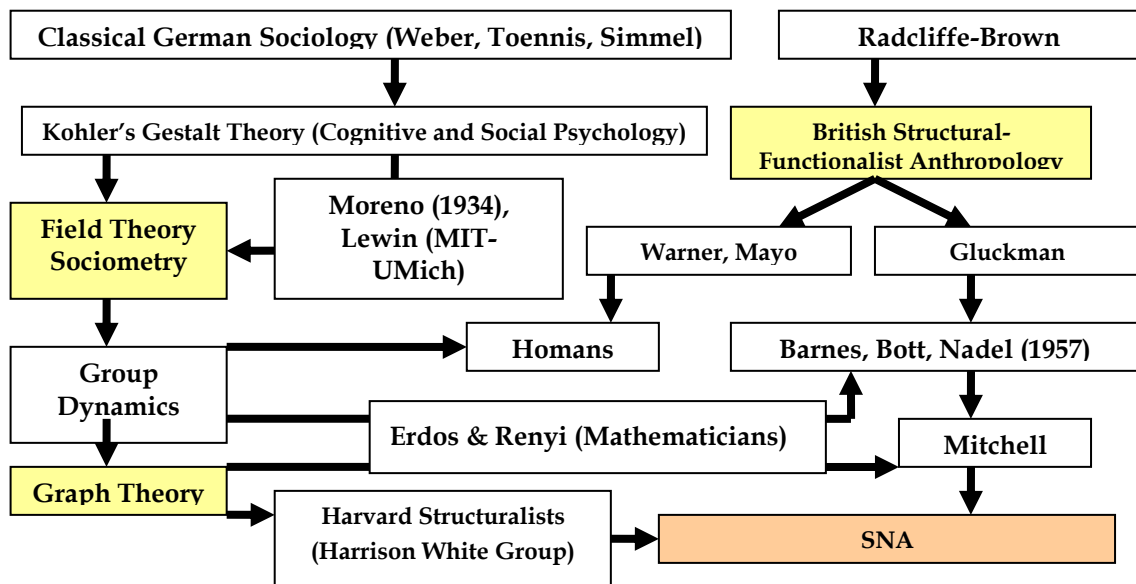 Classical German Sociology (Weber, Toennis, Simmel)
Radcliffe-Brown
Kohler's Gestalt Theory (Cognitive and Social Psychology)
British Structural-
Functionalist Anthropology
Moreno (1934),
Lewin (MIT-
UMich)
Field Theory
Sociometry
Warner, Mayo
Gluckman
Group
Dynamics
Homans
Barnes, Bott, Nadel (1957)
Erdos & Renyi (Mathematicians)
Mitchell
Graph Theory
Harvard Structuralists
(Harrison White Group)
SNA